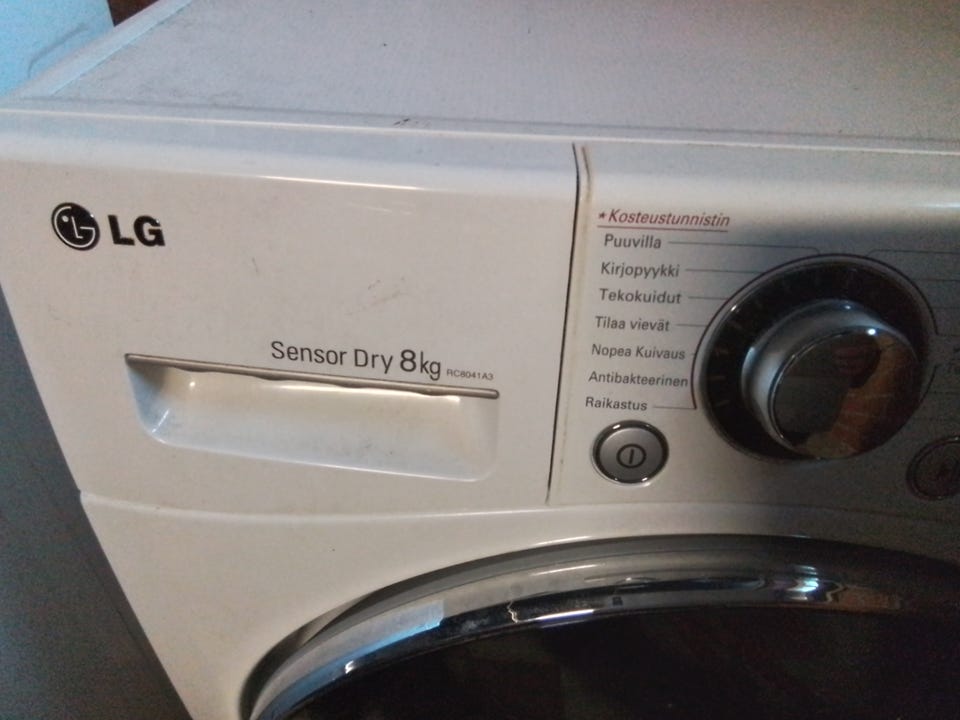 LG
Sensor Dry 8kg RC8041A3
*Kosteustunnistin
Puuvilla
Kirjopyykki
Tekokuidut
Tilaa vievät
Nopea Kuivaus
Antibakteerinen
Raikastus